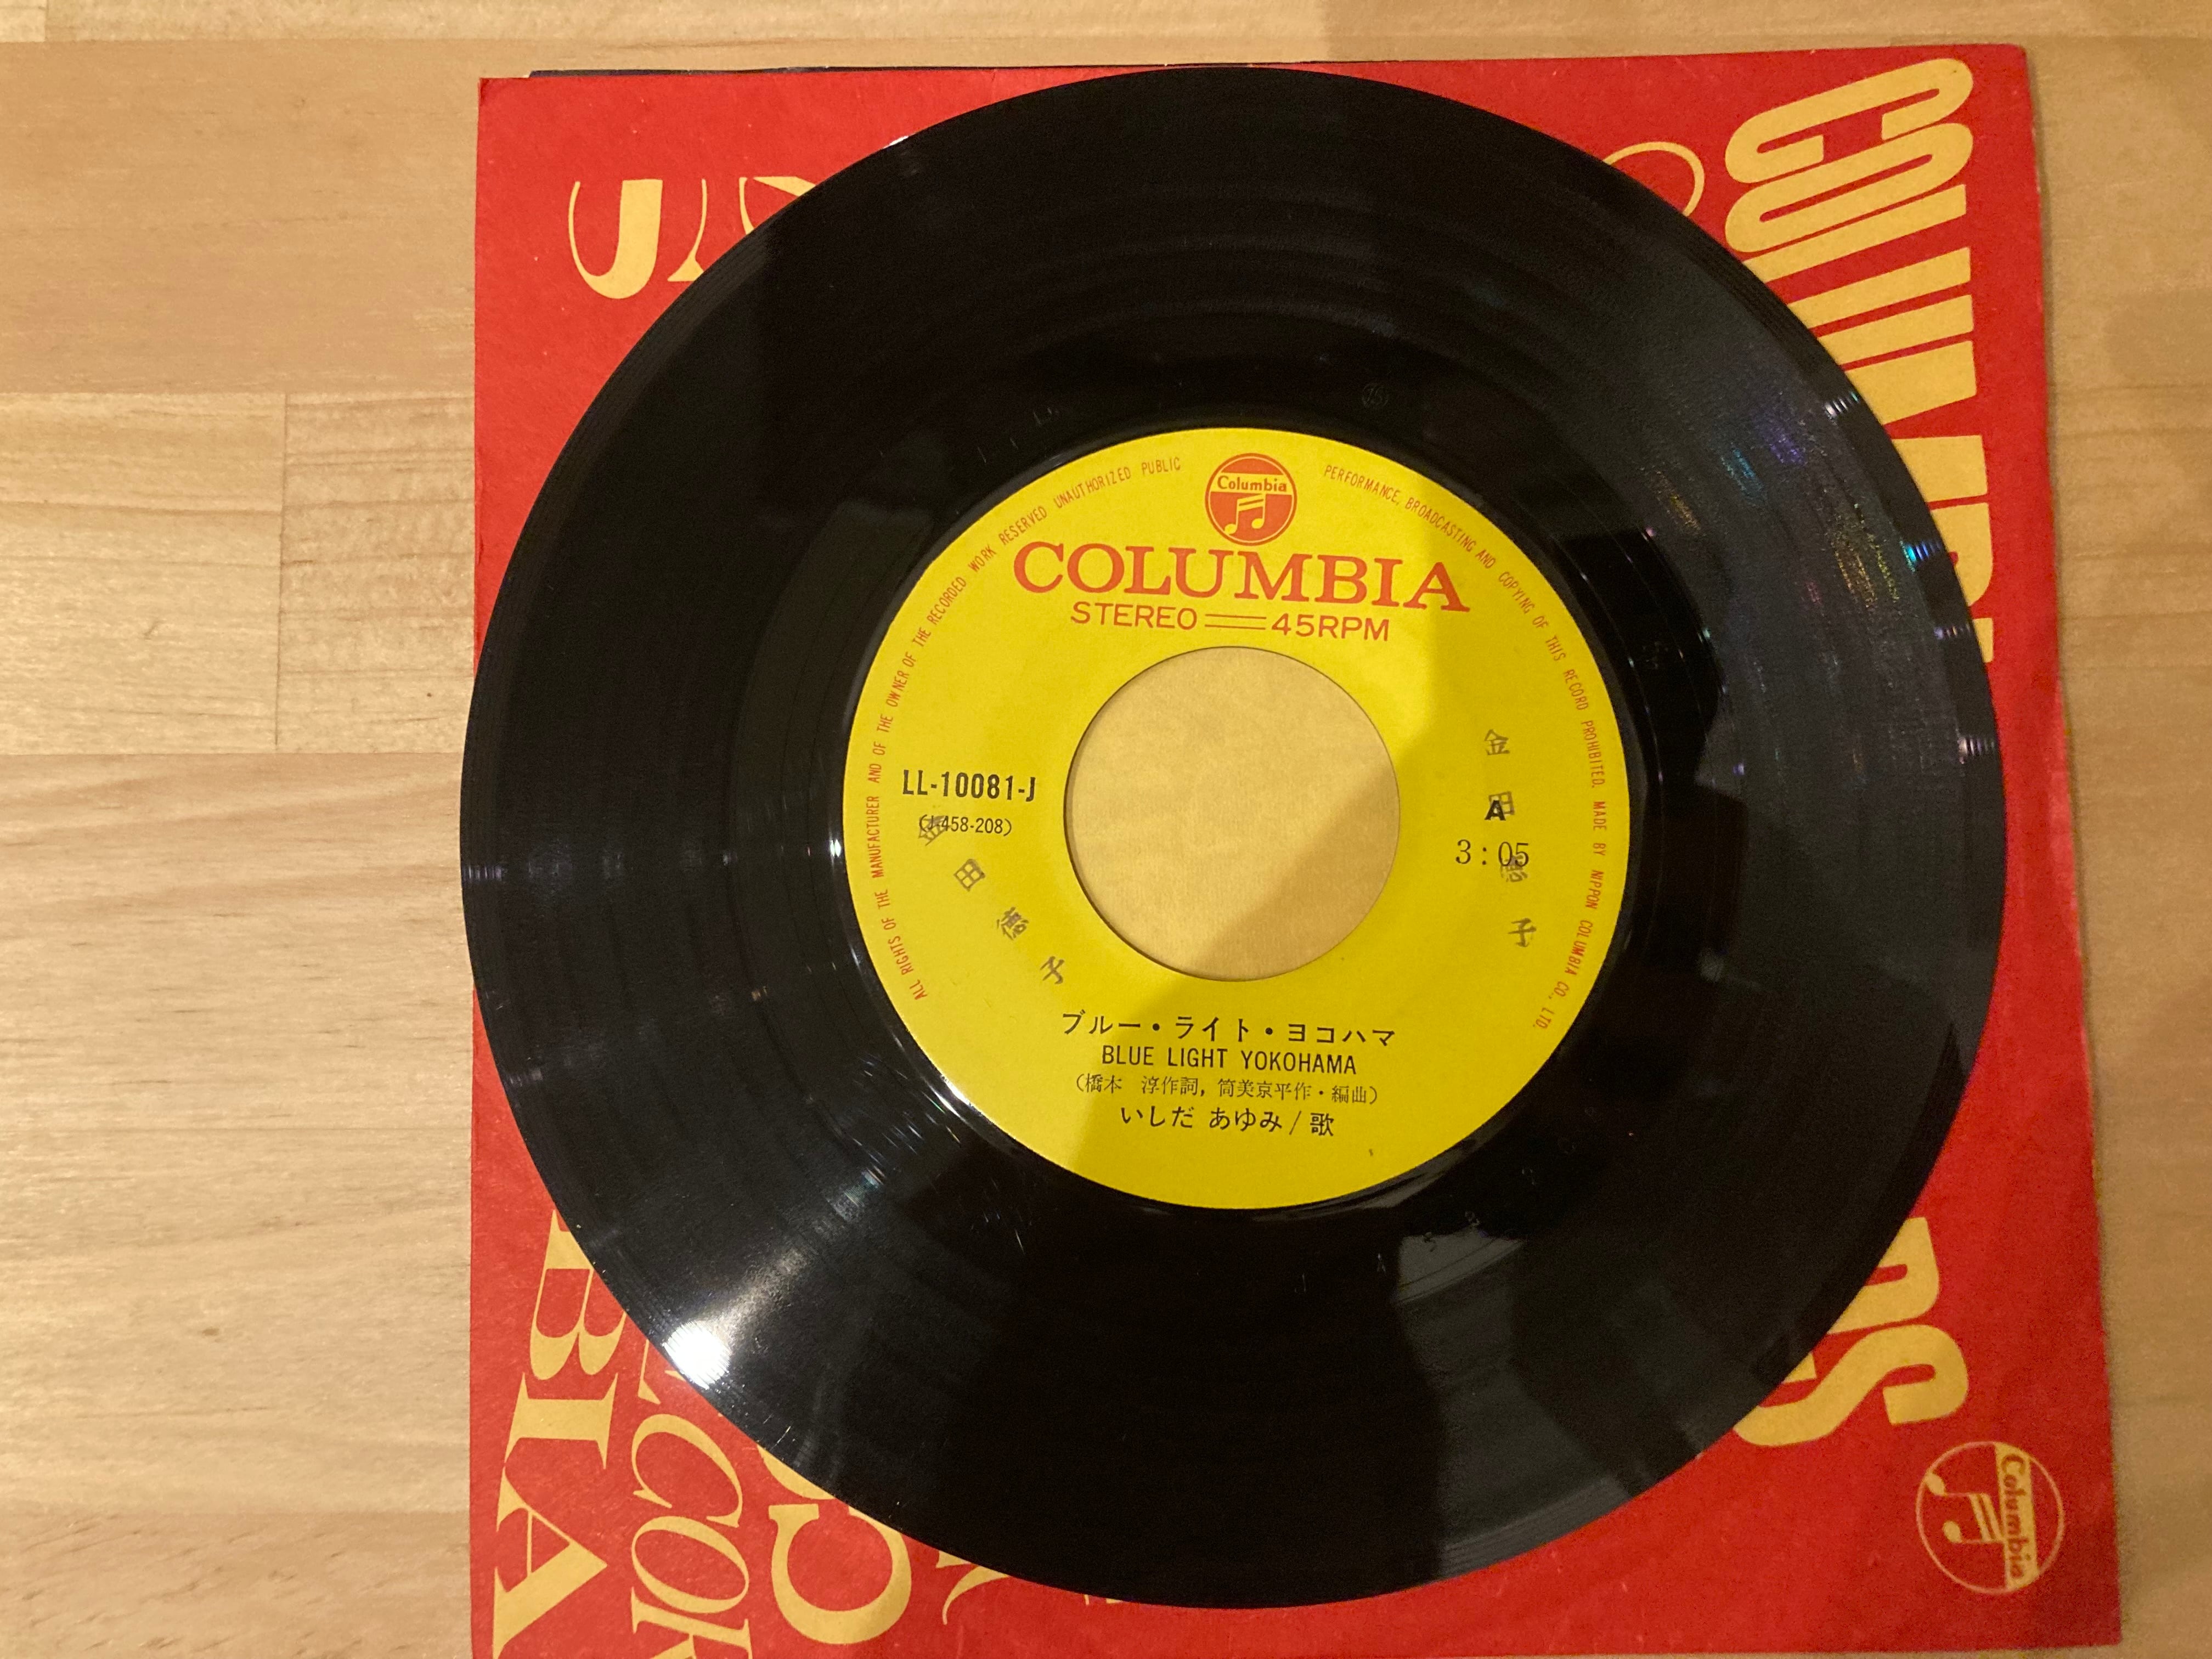 Columbia
COLUMBIA
STEREO 45RPM
ALL RIGHTS OF THE MANUFACTURER AND OF THE OWNER OF THE RECORDED WORK RESERVED UNAUTHORIZED PUBLIC PERFORMANCE, BROADCASTING AND COPYING OF THIS RECORD PROHIBITED. MADE BY NIPPON COLUMBIA CO., LTD.
LL-10081-J
(J-458-208)
金田德子
A
3:05
金田德子
ブルー・ライト・ヨコハマ
BLUE LIGHT YOKOHAMA
(橋本 淳作詞, 筒美京平作・編曲)
いしだ あゆみ/歌
Columbia